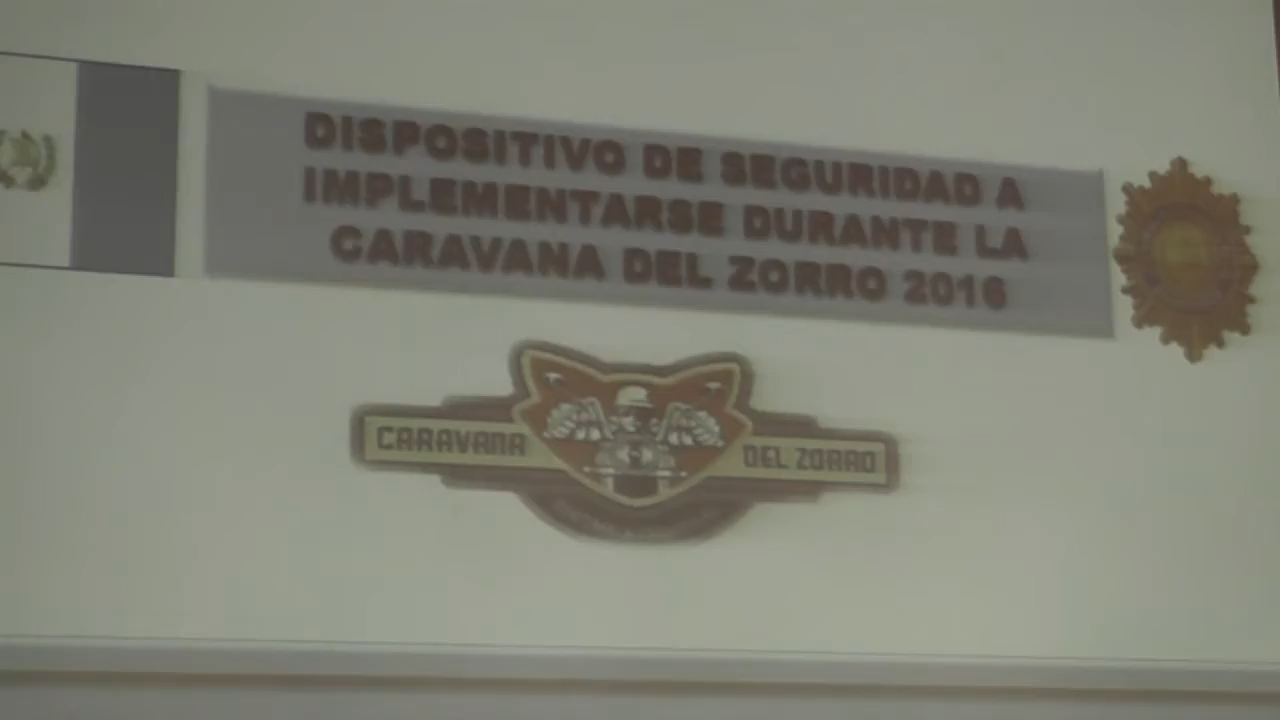 DISPOSITIVO DE SEGURIDAD A
IMPLEMENTARSE DURANTE LA
CARAVANA DEL ZORRO 2016
CARAVANA
DEL ZORRO